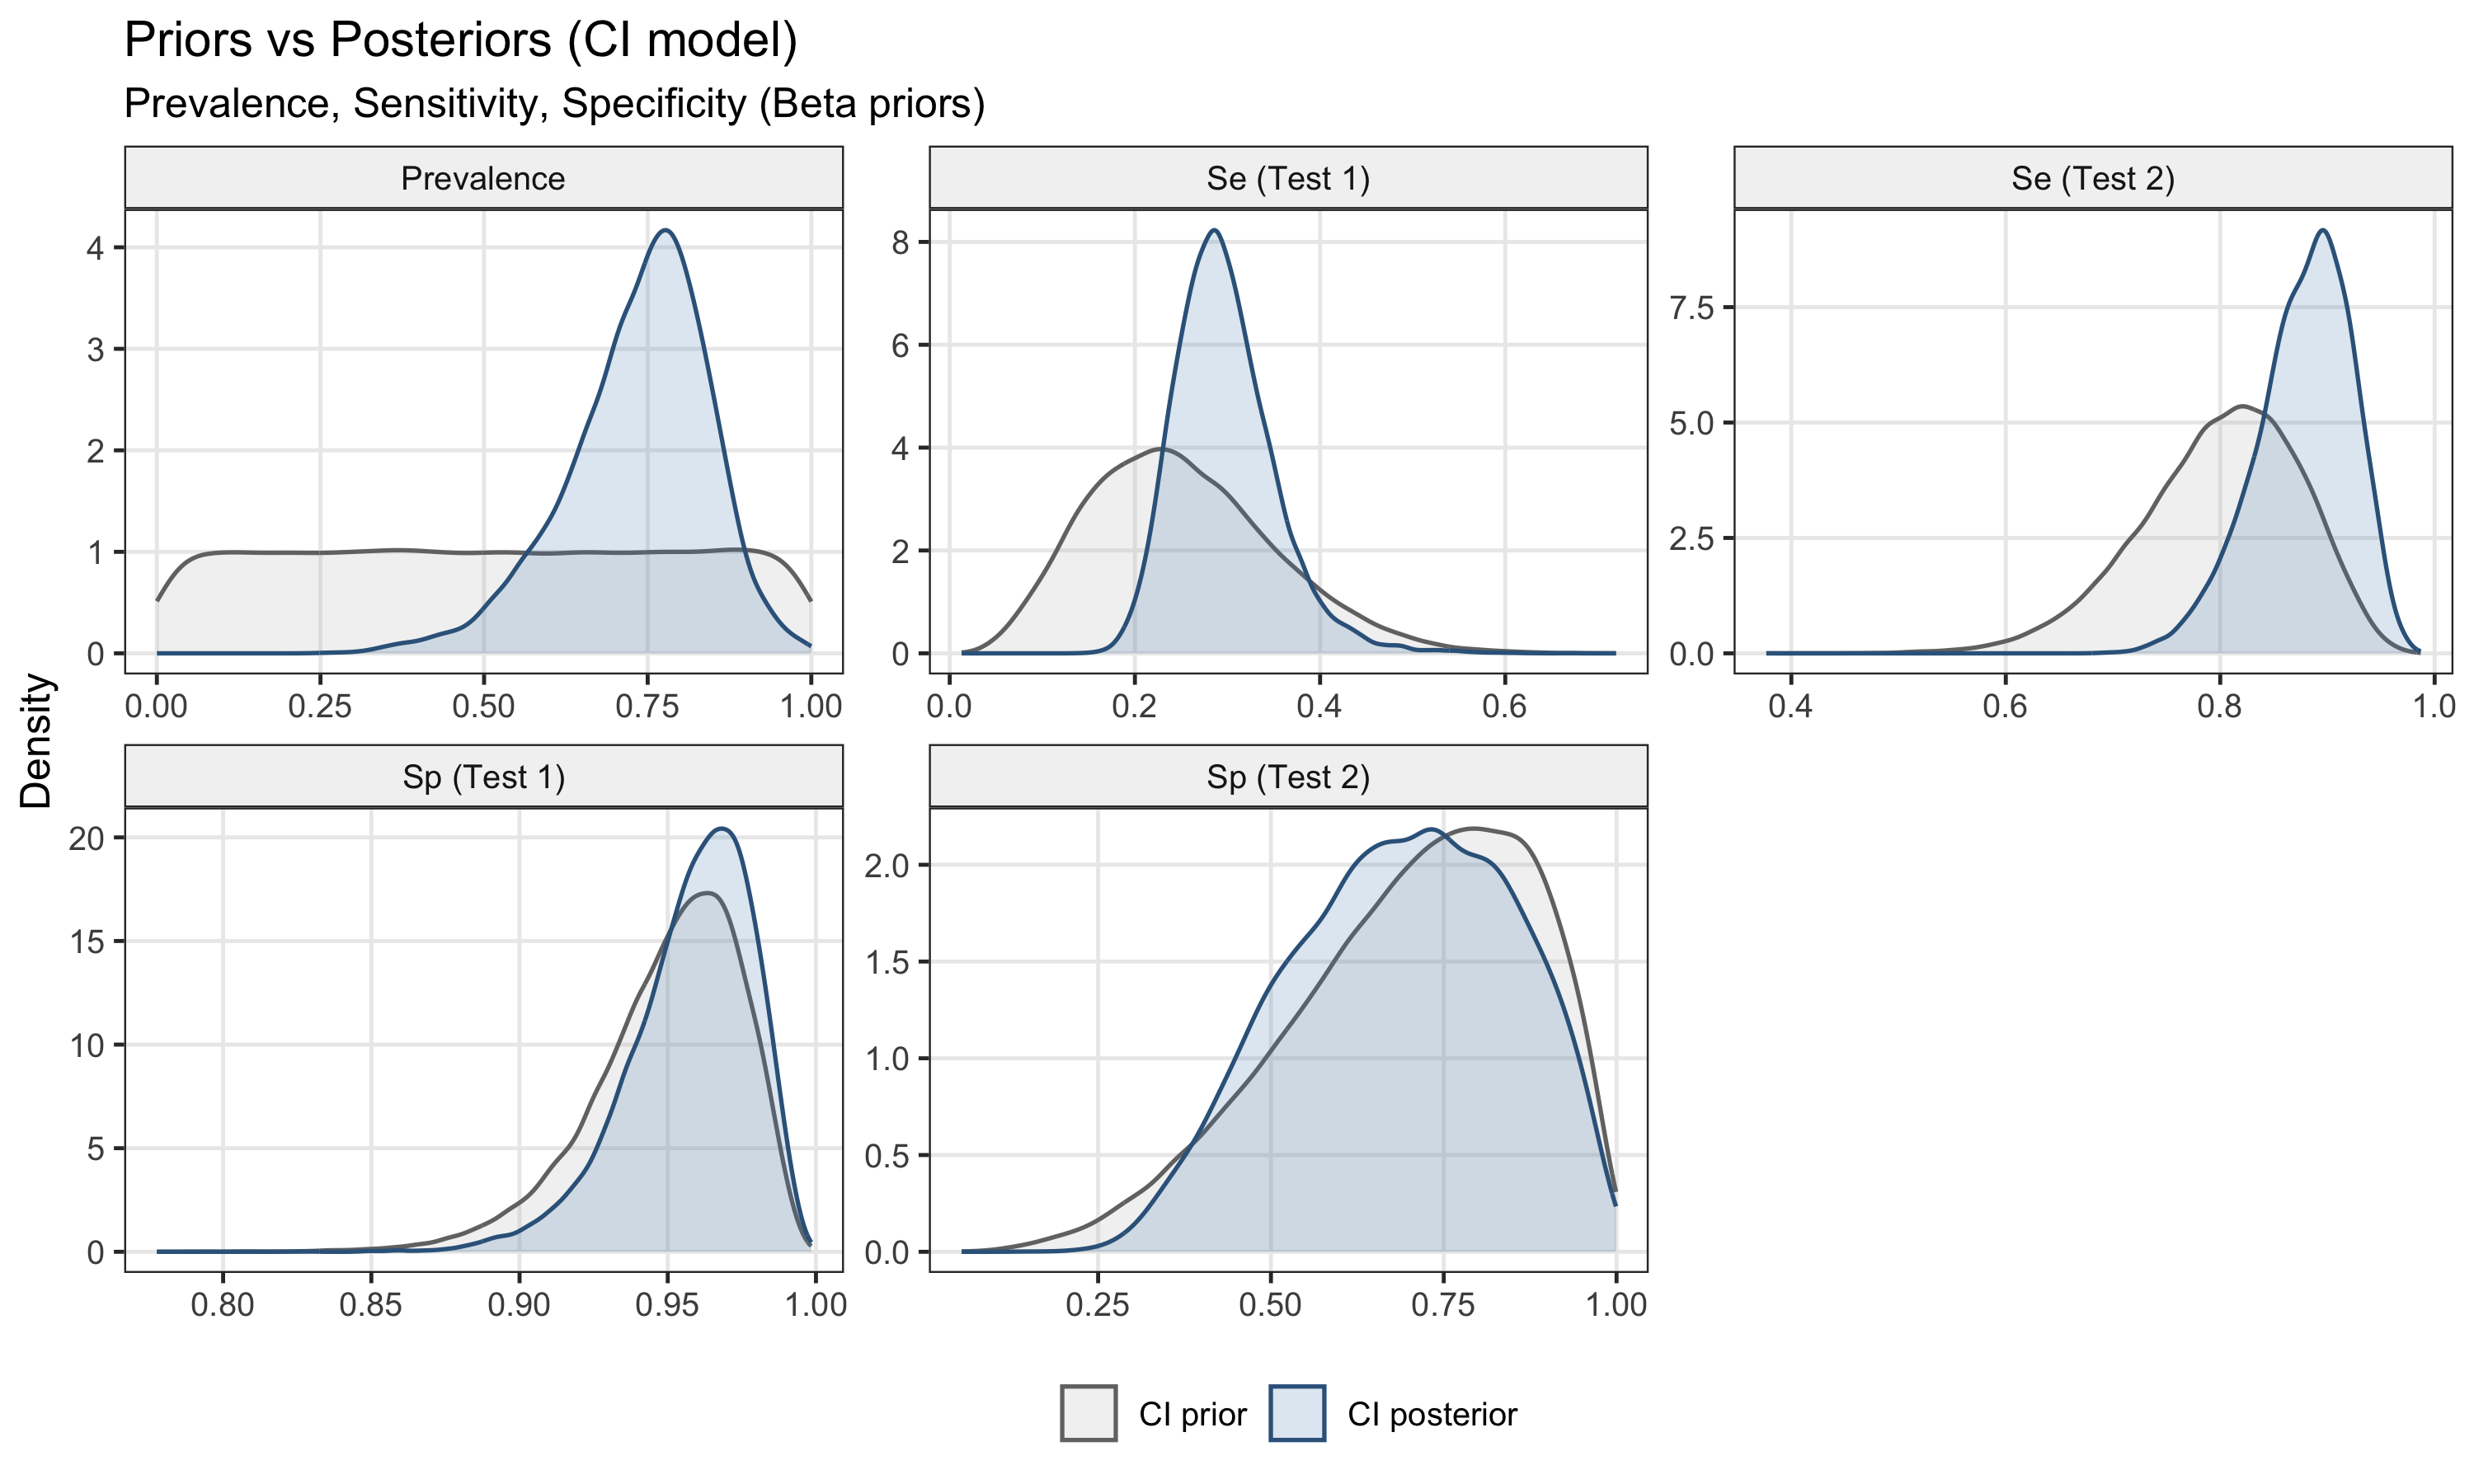 Priors vs Posteriors (CI model)
Prevalence, Sensitivity, Specificity (Beta priors)
Prevalence
Se (Test 1)
Se (Test 2)
4
3
2
1
0
0.00 0.25 0.50 0.75 1.00
8
6
4
2
0
0.0 0.2 0.4 0.6
7.5
5.0
2.5
0.0
0.4 0.6 0.8 1.0
Density
Sp (Test 1)
Sp (Test 2)
20
15
10
5
0
0.80 0.85 0.90 0.95 1.00
2.0
1.5
1.0
0.5
0.0
0.25 0.50 0.75 1.00
CI prior CI posterior